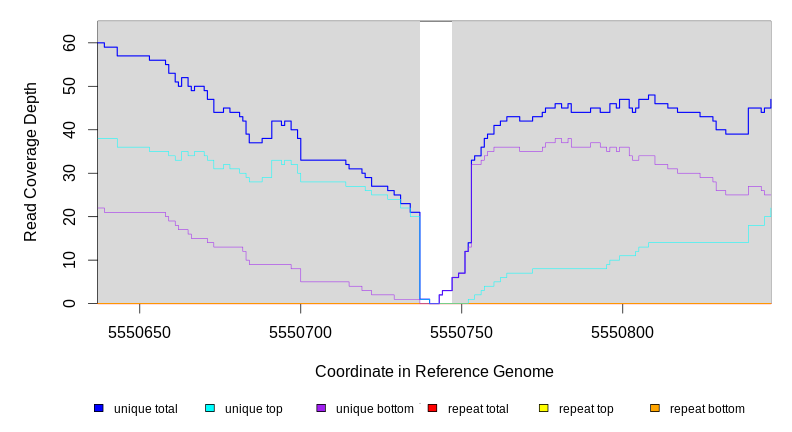 60
50
40
30
20
10
0
Read Coverage Depth
5550650 5550700 5550750 5550800
Coordinate in Reference Genome
unique total unique top unique bottom repeat total repeat top repeat bottom